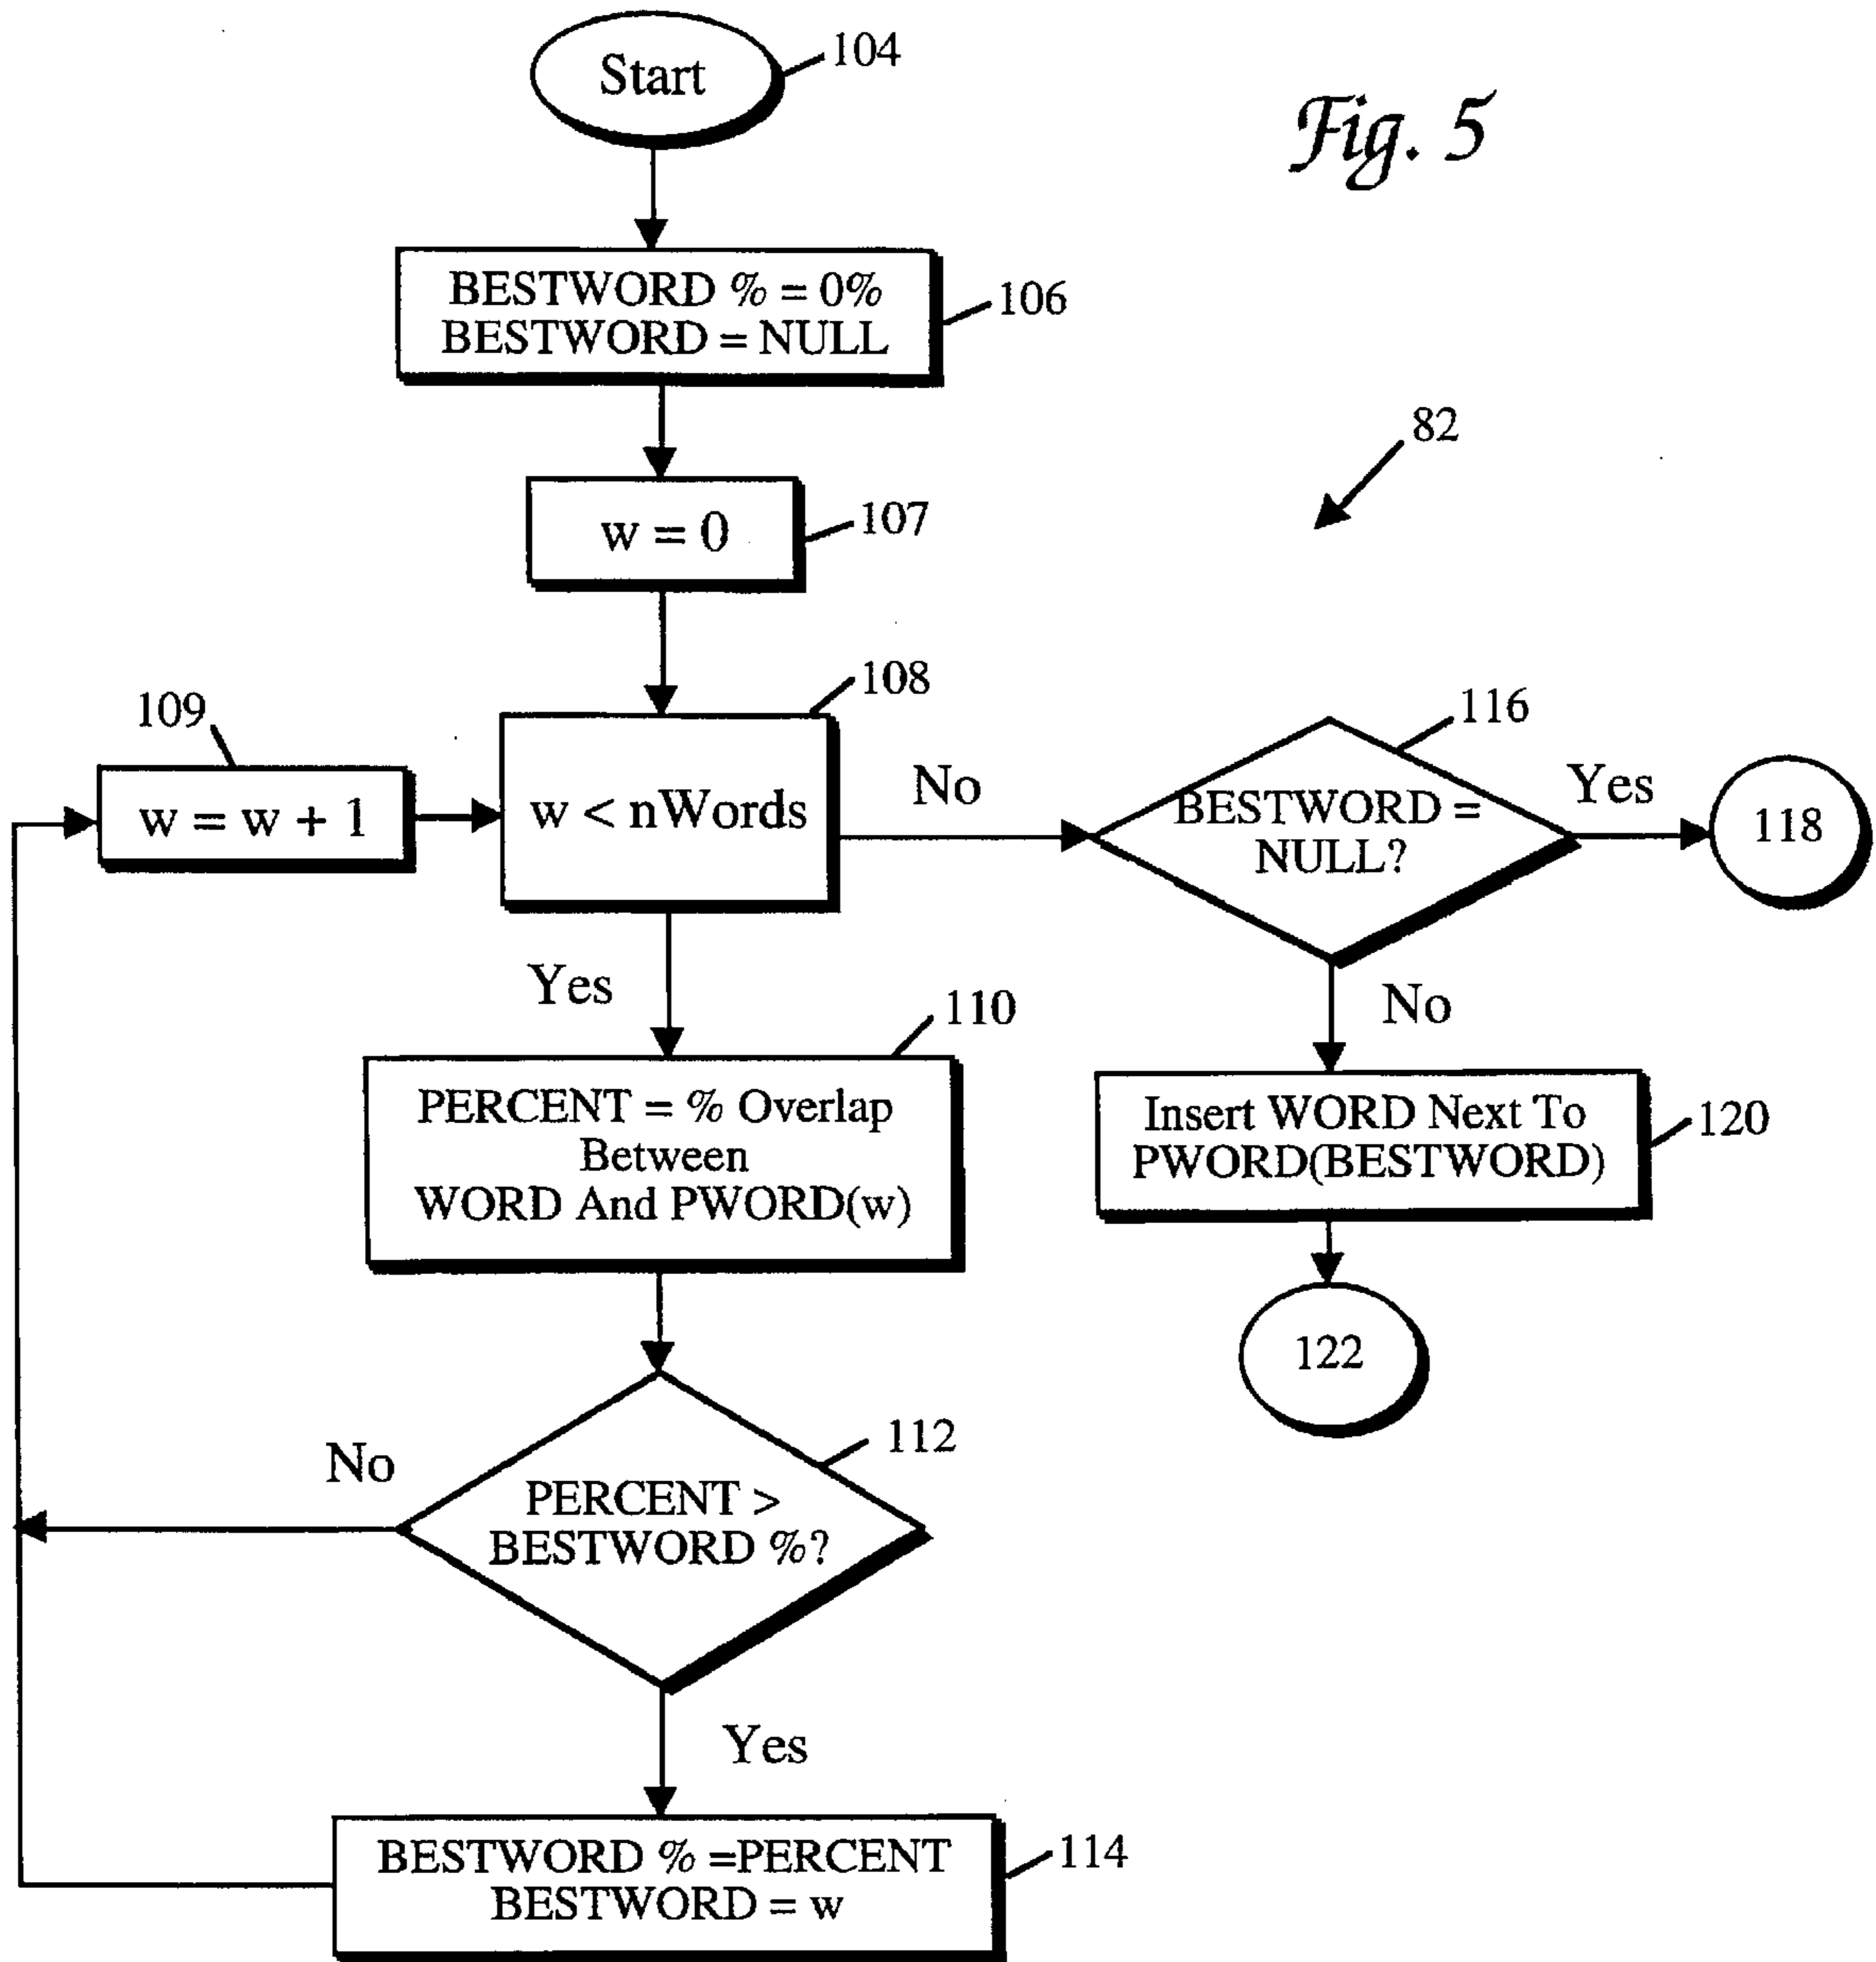 Start
104
Fig. 5
BESTWORD % = 0%
BESTWORD = NULL
106
82
w = 0
107
108
109
w = w + 1
w < nWords
No
116
BESTWORD =
NULL?
Yes
118
Yes
110
PERCENT = % Overlap
Between
WORD And PWORD(w)
No
Insert WORD Next To
PWORD(BESTWORD)
120
122
112
No
PERCENT >
BESTWORD %?
Yes
BESTWORD % =PERCENT
BESTWORD = w
114